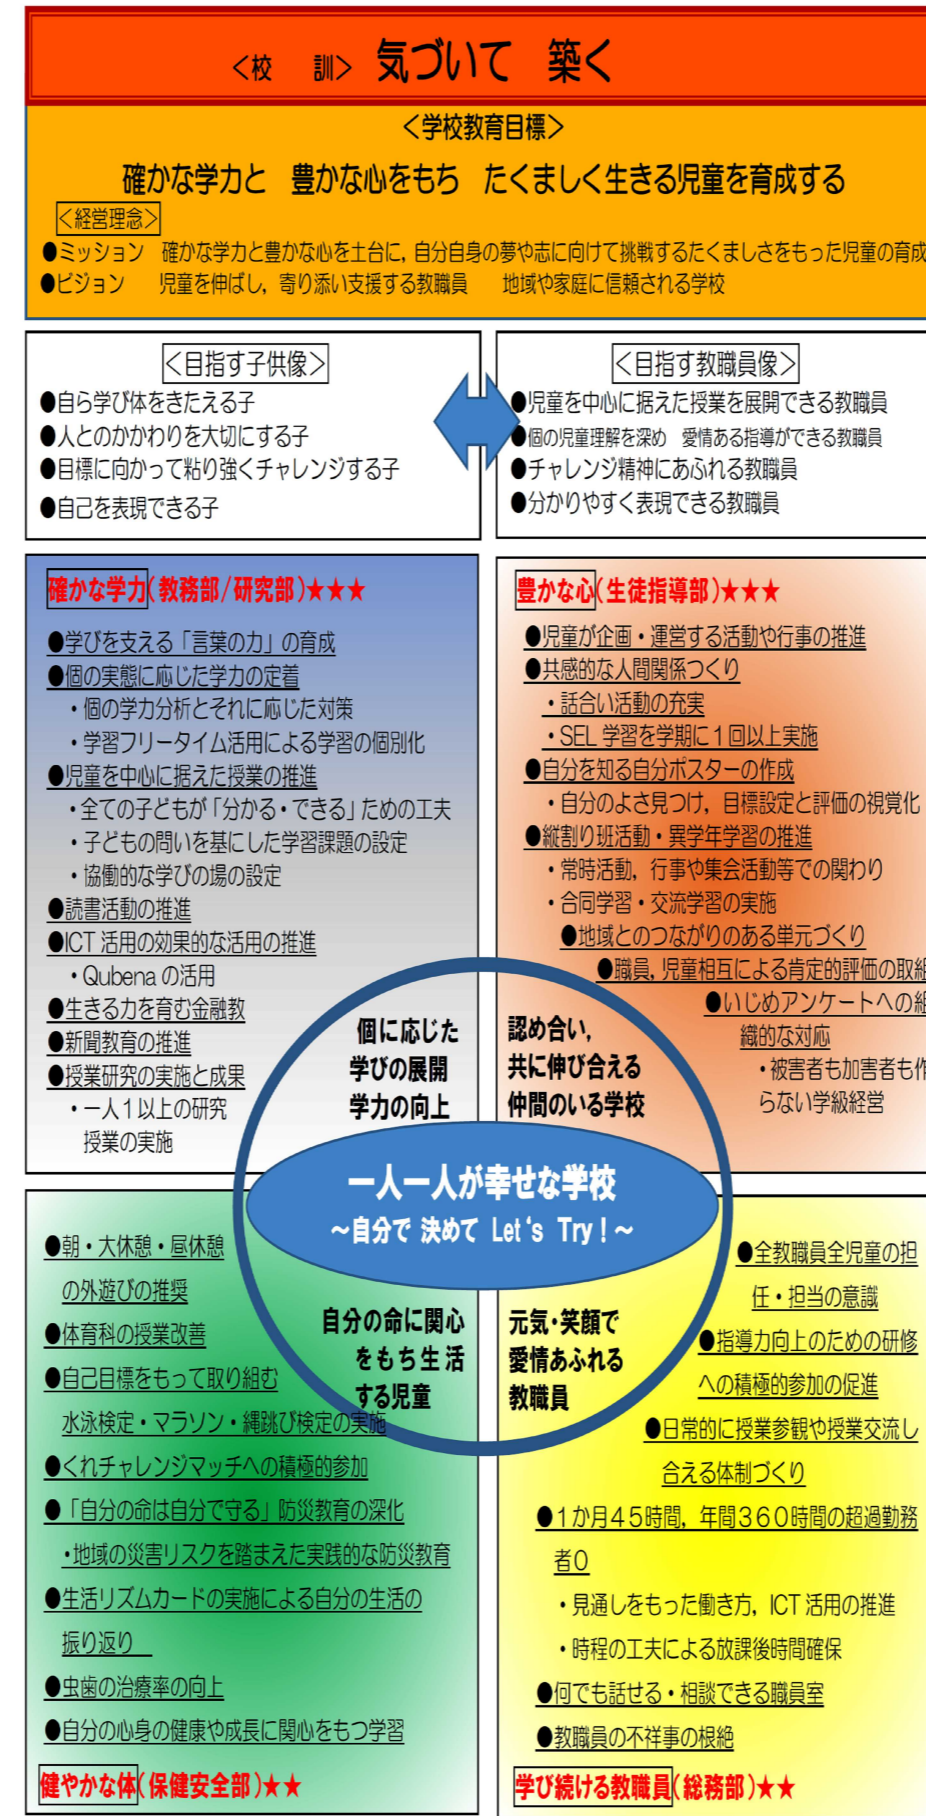 ＜校　訓＞ 気づいて　築く
＜学校教育目標＞
確かな学力と　豊かな心をもち　たくましく生きる児童を育成する
＜経営理念＞
●ミッション　確かな学力と豊かな心を土台に，自分自身の夢や志に向けて挑戦するたくましさをもった児童の育成
●ビジョン　児童を伸ばし，寄り添い支援する教職員　地域や家庭に信頼される学校
＜目指す子供像＞
●自ら学び体をきたえる子
●人とのかかわりを大切にする子
●目標に向かって粘り強くチャレンジする子
●自己を表現できる子
＜目指す教職員像＞
●児童を中心に据えた授業を展開できる教職員
●個の児童理解を深め　愛情ある指導ができる教職員
●チャレンジ精神にあふれる教職員
●分かりやすく表現できる教職員
確かな学力（教務部/研究部）★★★
●学びを支える「言葉の力」の育成
●個の実態に応じた学力の定着
・個の学力分析とそれに応じた対策
・学習フリータイム活用による学習の個別化
●児童を中心に据えた授業の推進
・全ての子どもが「分かる・できる」ための工夫
・子どもの問いを基にした学習課題の設定
・協働的な学びの場の設定
●読書活動の推進
●ICT 活用の効果的な活用の推進
・Qubena の活用
●生きる力を育む金融教
●新聞教育の推進
●授業研究の実施と成果
・一人１以上の研究
授業の実施
豊かな心（生徒指導部）★★★
●児童が企画・運営する活動や行事の推進
●共感的な人間関係つくり
・話合い活動の充実
・SEL 学習を学期に１回以上実施
●自分を知る自分ポスターの作成
・自分のよさ見つけ，目標設定と評価の視覚化
●縦割り班活動・異学年学習の推進
・常時活動，行事や集会活動等での関わり
・合同学習・交流学習の実施
●地域とのつながりのある単元づくり
●職員，児童相互による肯定的評価の取組
●いじめアンケートへの組
織的な対応
・被害者も加害者も作
らない学級経営
個に応じた
学びの展開
学力の向上
認め合い，
共に伸び合える
仲間のいる学校
一人一人が幸せな学校
～自分で 決めて Let‘s Try！～
自分の命に関心
をもち生活
する児童
元気・笑顔で
愛情あふれる
教職員
●朝・大休憩・昼休憩
の外遊びの推奨
●体育科の授業改善
●自己目標をもって取り組む
水泳検定・マラソン・縄跳び検定の実施
●くれチャレンジマッチへの積極的参加
●「自分の命は自分で守る」防災教育の深化
・地域の災害リスクを踏まえた実践的な防災教育
●生活リズムカードの実施による自分の生活の
振り返り
●虫歯の治療率の向上
●自分の心身の健康や成長に関心をもつ学習
健やかな体（保健安全部）★★
●全教職員全児童の担
任・担当の意識
●指導力向上のための研修
への積極的参加の促進
●日常的に授業参観や授業交流し
合える体制づくり
●１か月４５時間，年間３６０時間の超過勤務
者０
・見通しをもった働き方，ICT 活用の推進
・時程の工夫による放課後時間確保
●何でも話せる・相談できる職員室
●教職員の不祥事の根絶
学び続ける教職員（総務部）★★